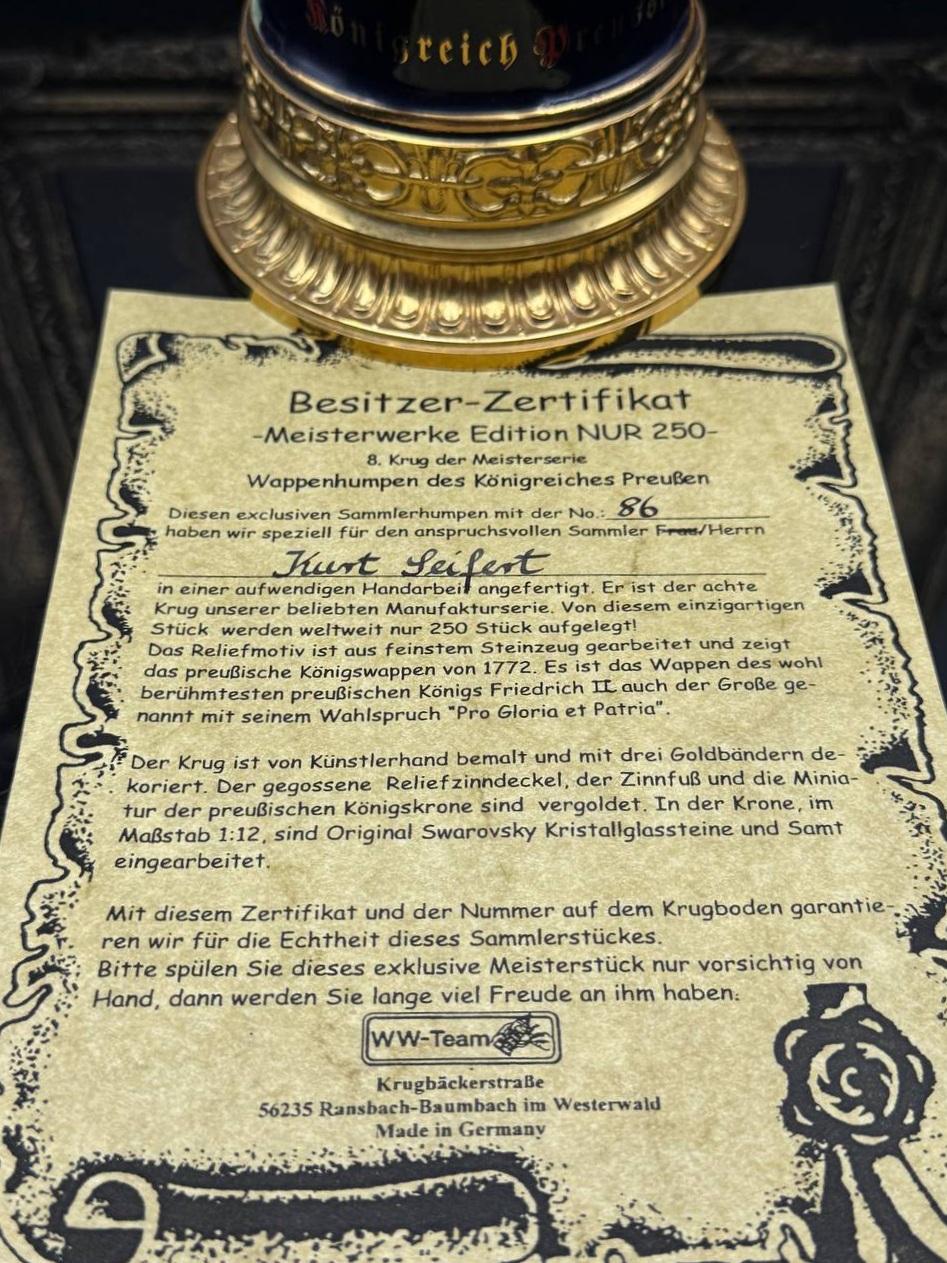 Königreich Preußen
Besitzer-Zertifikat
-Meisterwerke Edition NUR 250-
8. Krug der Meisterserie
Wappenhumpen des Königreiches Preußen
Diesen exclusiven Sammlerhumpen mit der No.: 86
haben wir speziell für den anspruchsvollen Sammler Frau/Herrn
Kurt Seifert
in einer aufwendigen Handarbeit angefertigt. Er ist der achte
Krug unserer beliebten Manufakturserie. Von diesem einzigartigen
Stück werden weltweit nur 250 Stück aufgelegt!
Das Reliefmotiv ist aus feinstem Steinzeug gearbeitet und zeigt
das preußische Königswappen von 1772. Es ist das Wappen des wohl
berühmtesten preußischen Königs Friedrich II auch der Große ge-
nannt mit seinem Wahlspruch "Pro Gloria et Patria".
Der Krug ist von Künstlerhand bemalt und mit drei Goldbändern de-
koriert. Der gegossene Reliefzinndeckel, der Zinnfuß und die Minia-
tur der preußischen Königskrone sind vergoldet. In der Krone, im
Maßstab 1:12, sind Original Swarovsky Kristallglassteine und Samt
eingearbeitet.
Mit diesem Zertifikat und der Nummer auf dem Krugboden garantie-
ren wir für die Echtheit dieses Sammlerstückes.
Bitte spülen Sie dieses exklusive Meisterstück nur vorsichtig von
Hand, dann werden Sie lange viel Freude an ihm haben.
WW-Team
Krugbäckerstraße
56235 Ransbach-Baumbach im Westerwald
Made in Germany